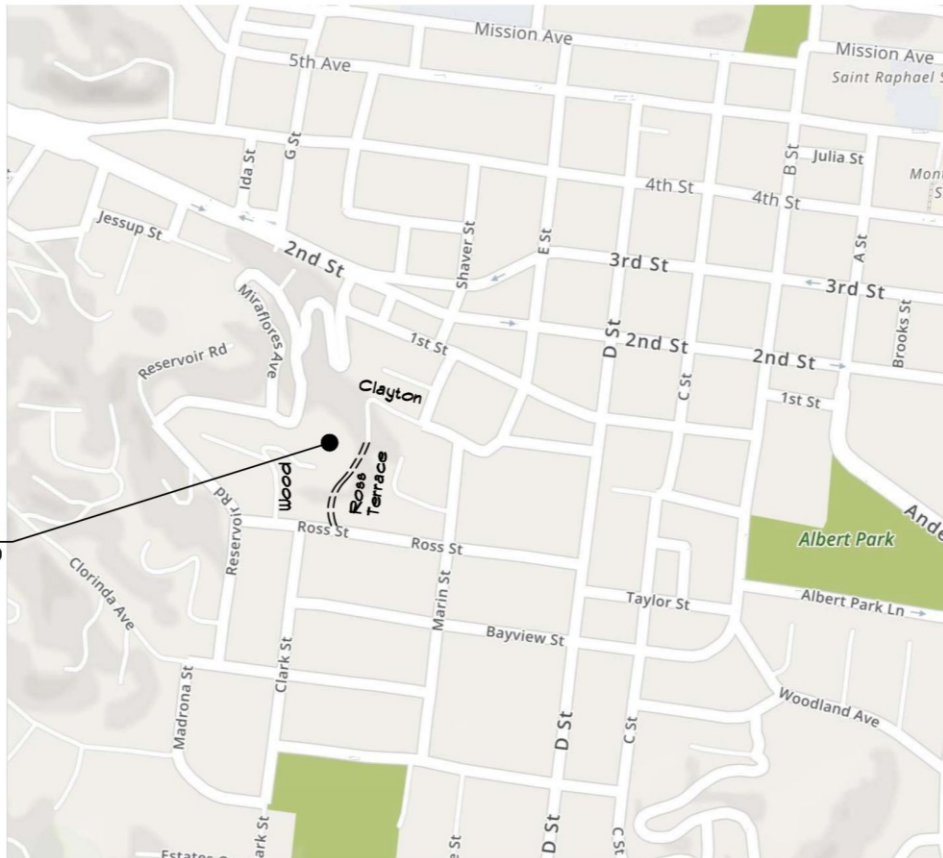 Mission Ave
Mission Ave
5th Ave
Saint Raphael S
G St
B St
Julia St
Ida St
4th St
4th St
Mont
S
Jessup St
Shaver St
E St
A St
2nd St
3rd St
3rd St
Miraflores Ave
Brooks St
1st St
D St
2nd St
2nd St
Reservoir Rd
C St
Clayton
1st St
Wood
Ross
Terrace
Reservoir Rd
Ross St
Ross St
Ande
Albert Park
Clorinda Ave
Marin St
Taylor St
Albert Park Ln
Bayview St
Clark St
Madrona St
Woodland Ave
D St
C St
D St
C St
ark St
e St
Estates